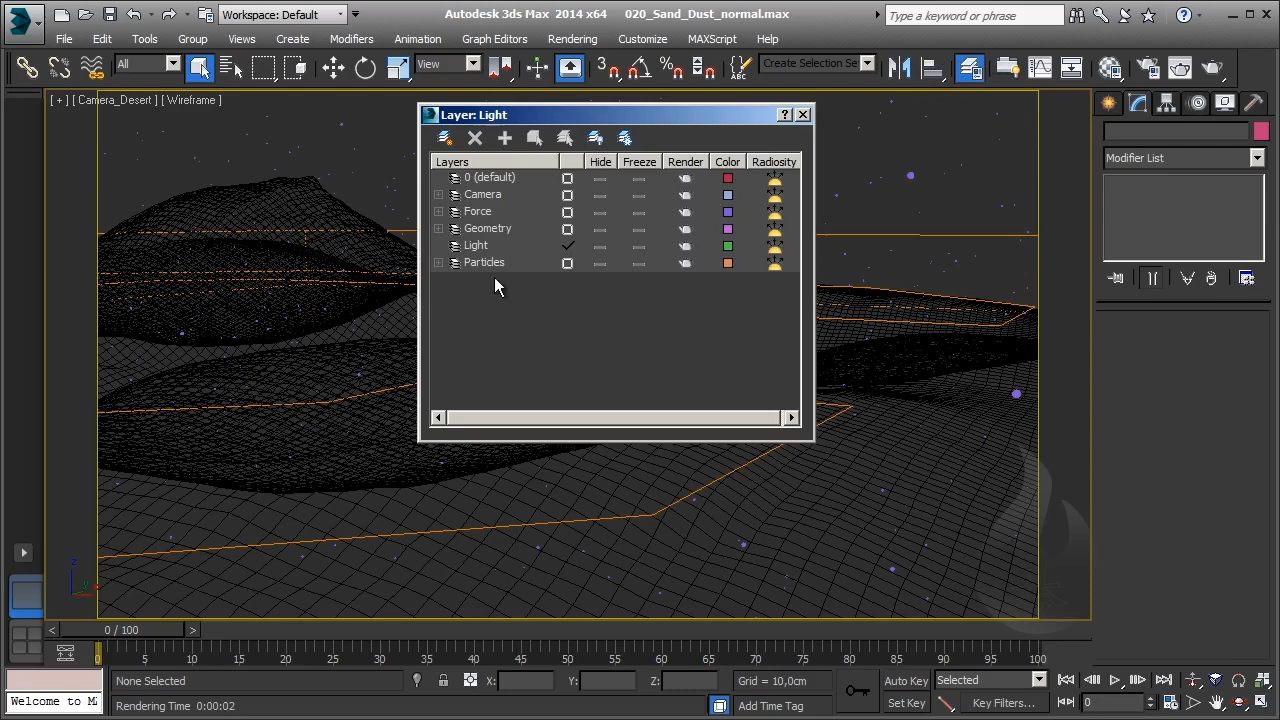 Workspace: Default
Autodesk 3ds Max 2014 x64 020_Sand_Dust_normal.max
Type a keyword or phrase
File Edit Tools Group Views Create Modifiers Animation Graph Editors Rendering Customize MAXScript Help
All
View
3
Create Selection Se
[ + ] [ Camera_Desert ] [ Wireframe ]
Layer: Light
Layers Hide Freeze Render Color Radiosity
0 (default)
Camera
Force
Geometry
Light
Particles
Modifier List
z
0 / 100
0 5 10 15 20 25 30 35 40 45 50 55 60 65 70 75 80 85 90 95 100
None Selected
X: Y: Z:
Grid = 10,0cm
Auto Key
Selected
Welcome to M
Rendering Time 0:00:02
Add Time Tag
Set Key
Key Filters...
0